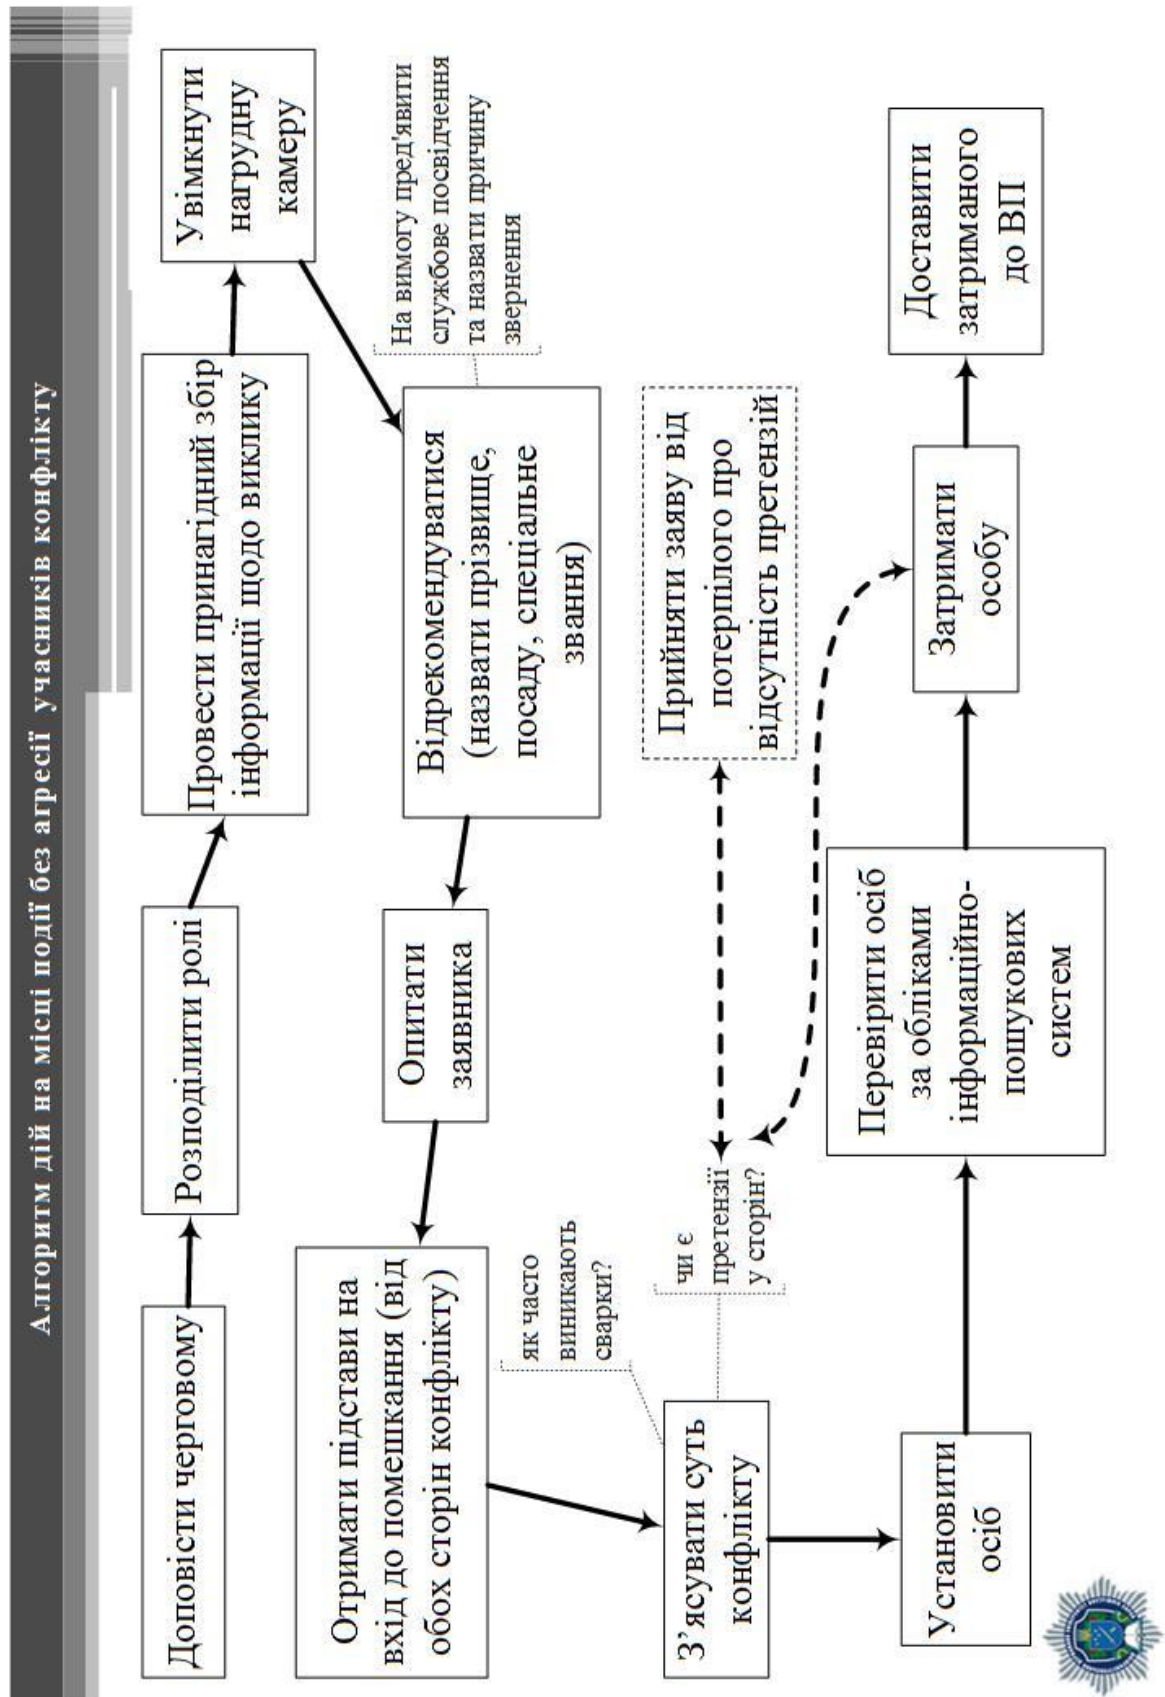 Алгоритм дій на місці події без агресії учасників конфлікту
Доповісти черговому
Розподілити ролі
Провести принагідний збір
інформації щодо виклику
Увімкнути
нагрудну
камеру
На вимогу пред'явити
службове посвідчення
та назвати причину
звернення
Відрекомендуватися
(назвати прізвище,
посаду, спеціальне
звання)
Опитати
заявника
Отримати підстави на
вхід до помешкання (від
обох сторін конфлікту)
як часто
виникають
сварки?
З’ясувати суть
конфлікту
чи є
претензії
у сторін?
Прийняти заяву від
потерпілого про
відсутність претензій
Установити
осіб
Перевірити осіб
за обліками
інформаційно-
пошукових
систем
Затримати
особу
Доставити
затриманого
до ВП